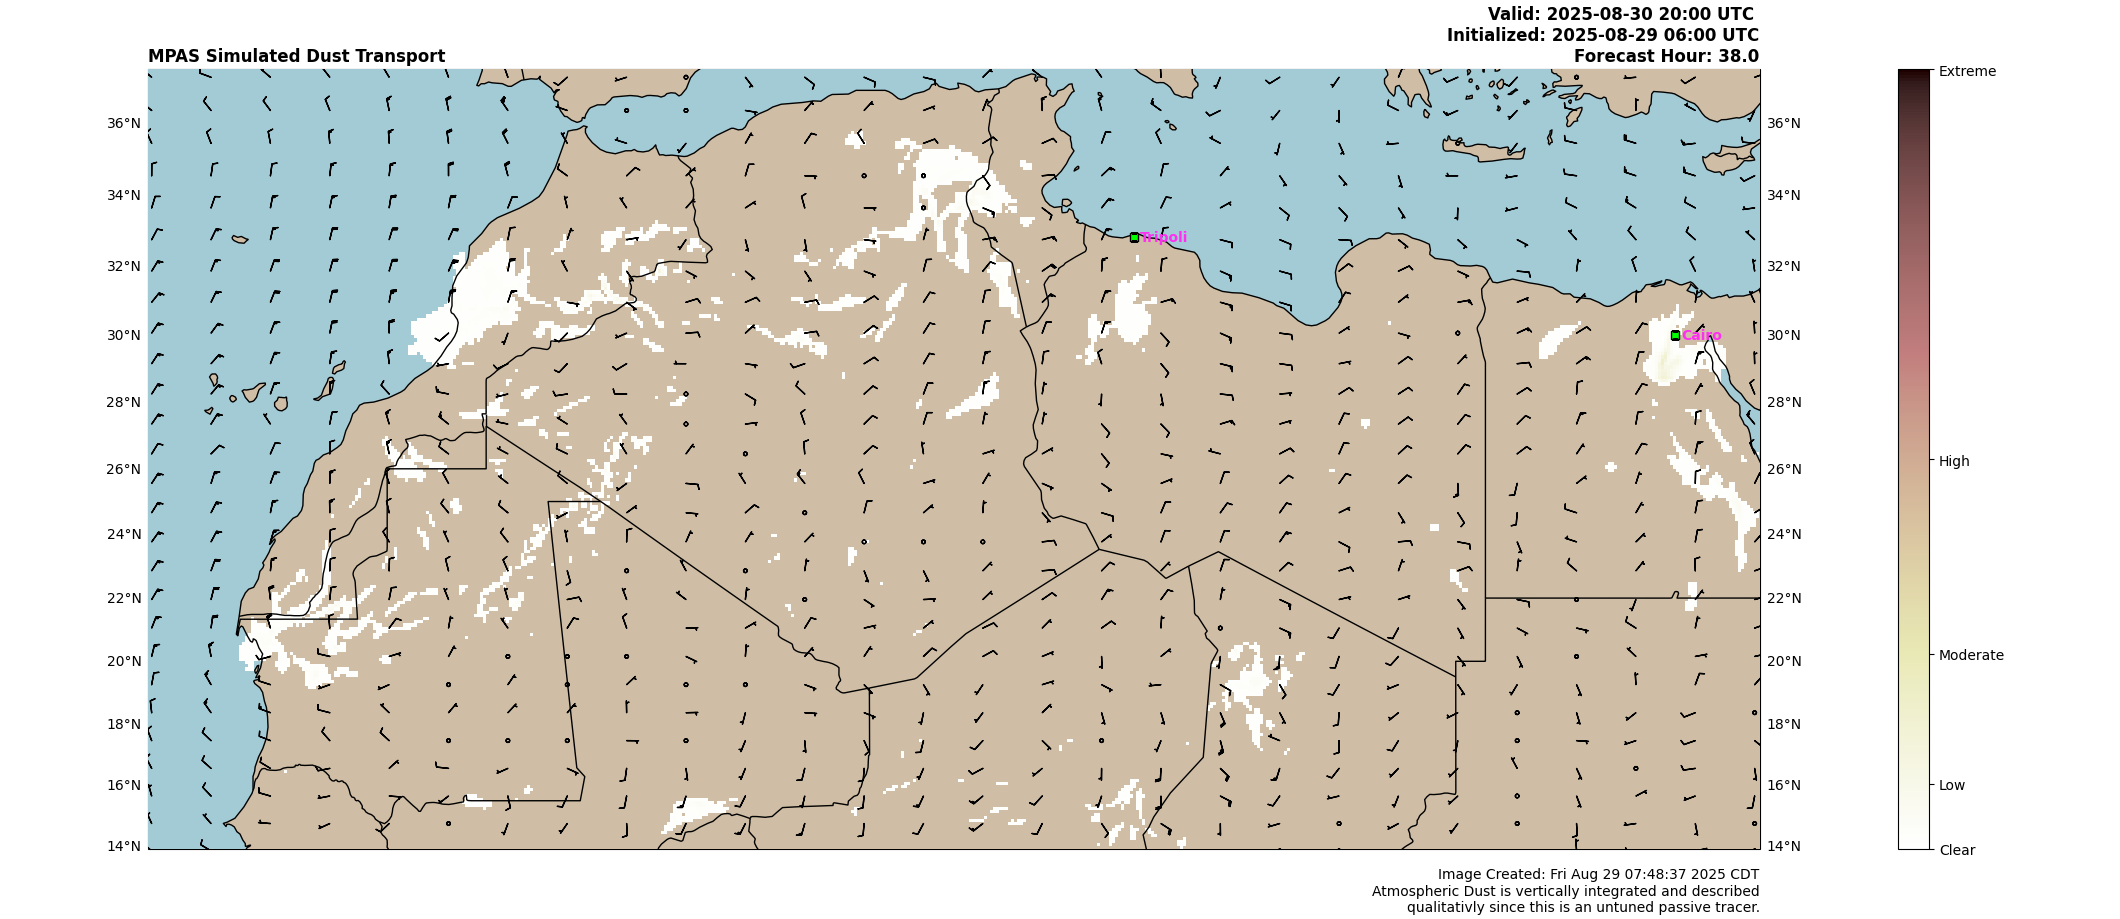 Valid: 2025-08-30 20:00 UTC
Initialized: 2025-08-29 06:00 UTC
MPAS Simulated Dust Transport
Forecast Hour: 38.0
Extreme
36°N
36°N
34°N
34°N
Tripoli
32°N
32°N
30°N
Cairo
30°N
28°N
28°N
26°N
26°N
High
24°N
24°N
22°N
22°N
20°N
20°N
Moderate
18°N
18°N
16°N
16°N
Low
14°N
14°N
Clear
Image Created: Fri Aug 29 07:48:37 2025 CDT
Atmospheric Dust is vertically integrated and described
qualitativly since this is an untuned passive tracer.